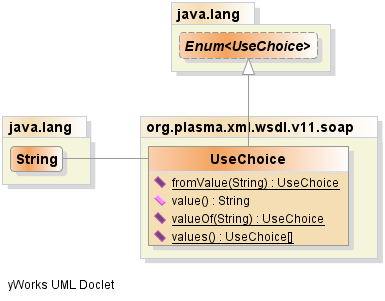 java.lang
Enum<UseChoice>
java.lang
String
org.plasma.xml.wsdl.v11.soap
UseChoice
fromValue(String) : UseChoice
value() : String
valueOf(String) : UseChoice
values() : UseChoice[]
yWorks UML Doclet